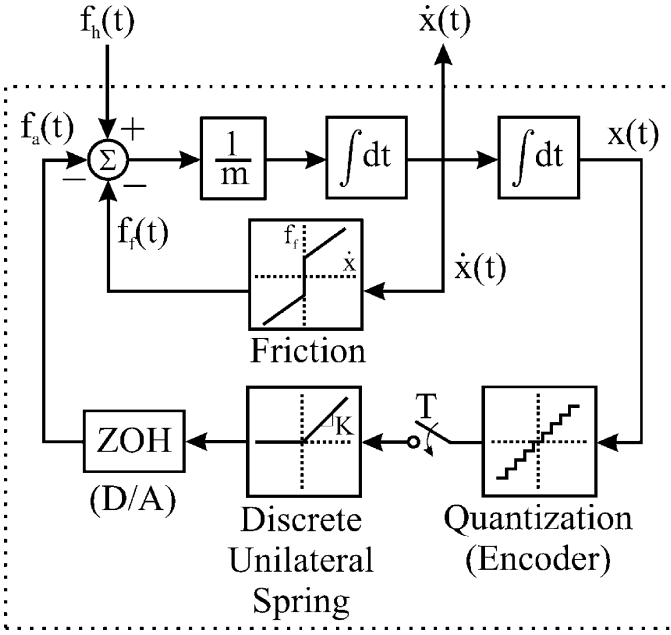 f_h(t)
ẋ(t)
f_a(t)
+
Σ
−
−
1
m
∫dt
∫dt
x(t)
f_f(t)
f_f
ẋ
ẋ(t)
Friction
T
K
ZOH
(D/A)
Discrete
Unilateral
Spring
Quantization
(Encoder)